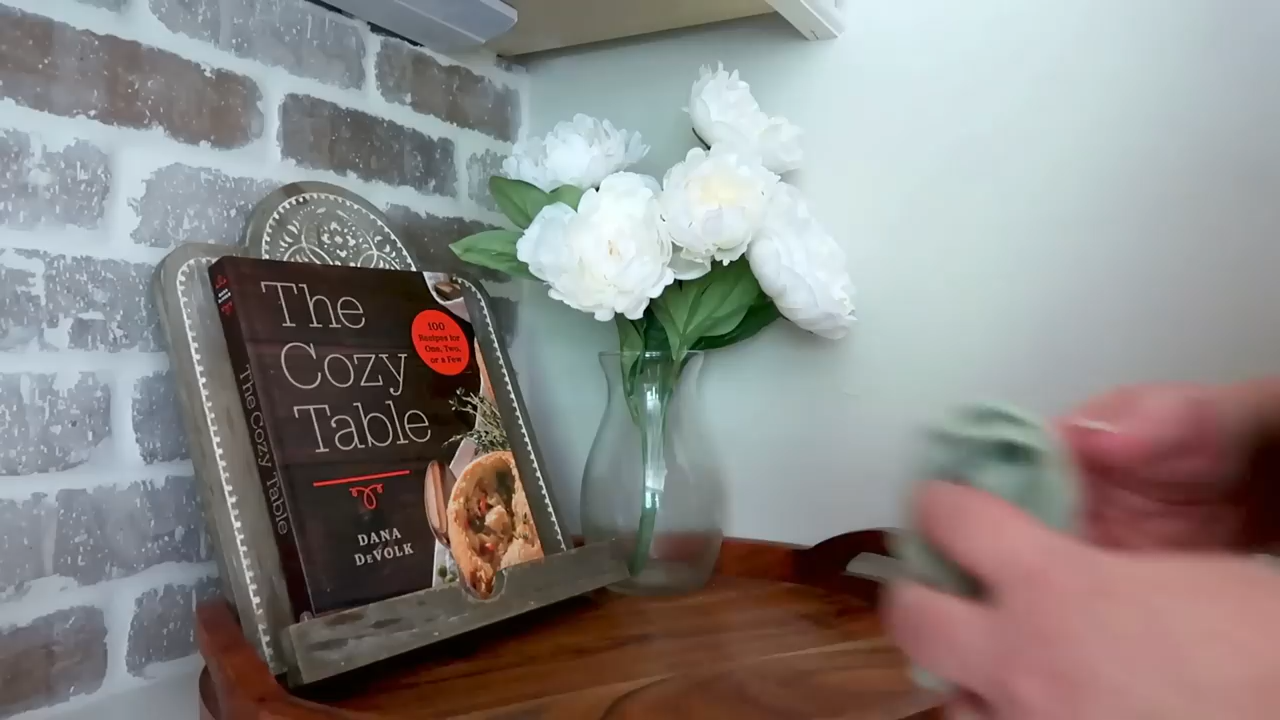 The
Cozy
Table
100
Recipes for
One, Two,
or a Few
DANA
DEVOLK
The Cozy Table